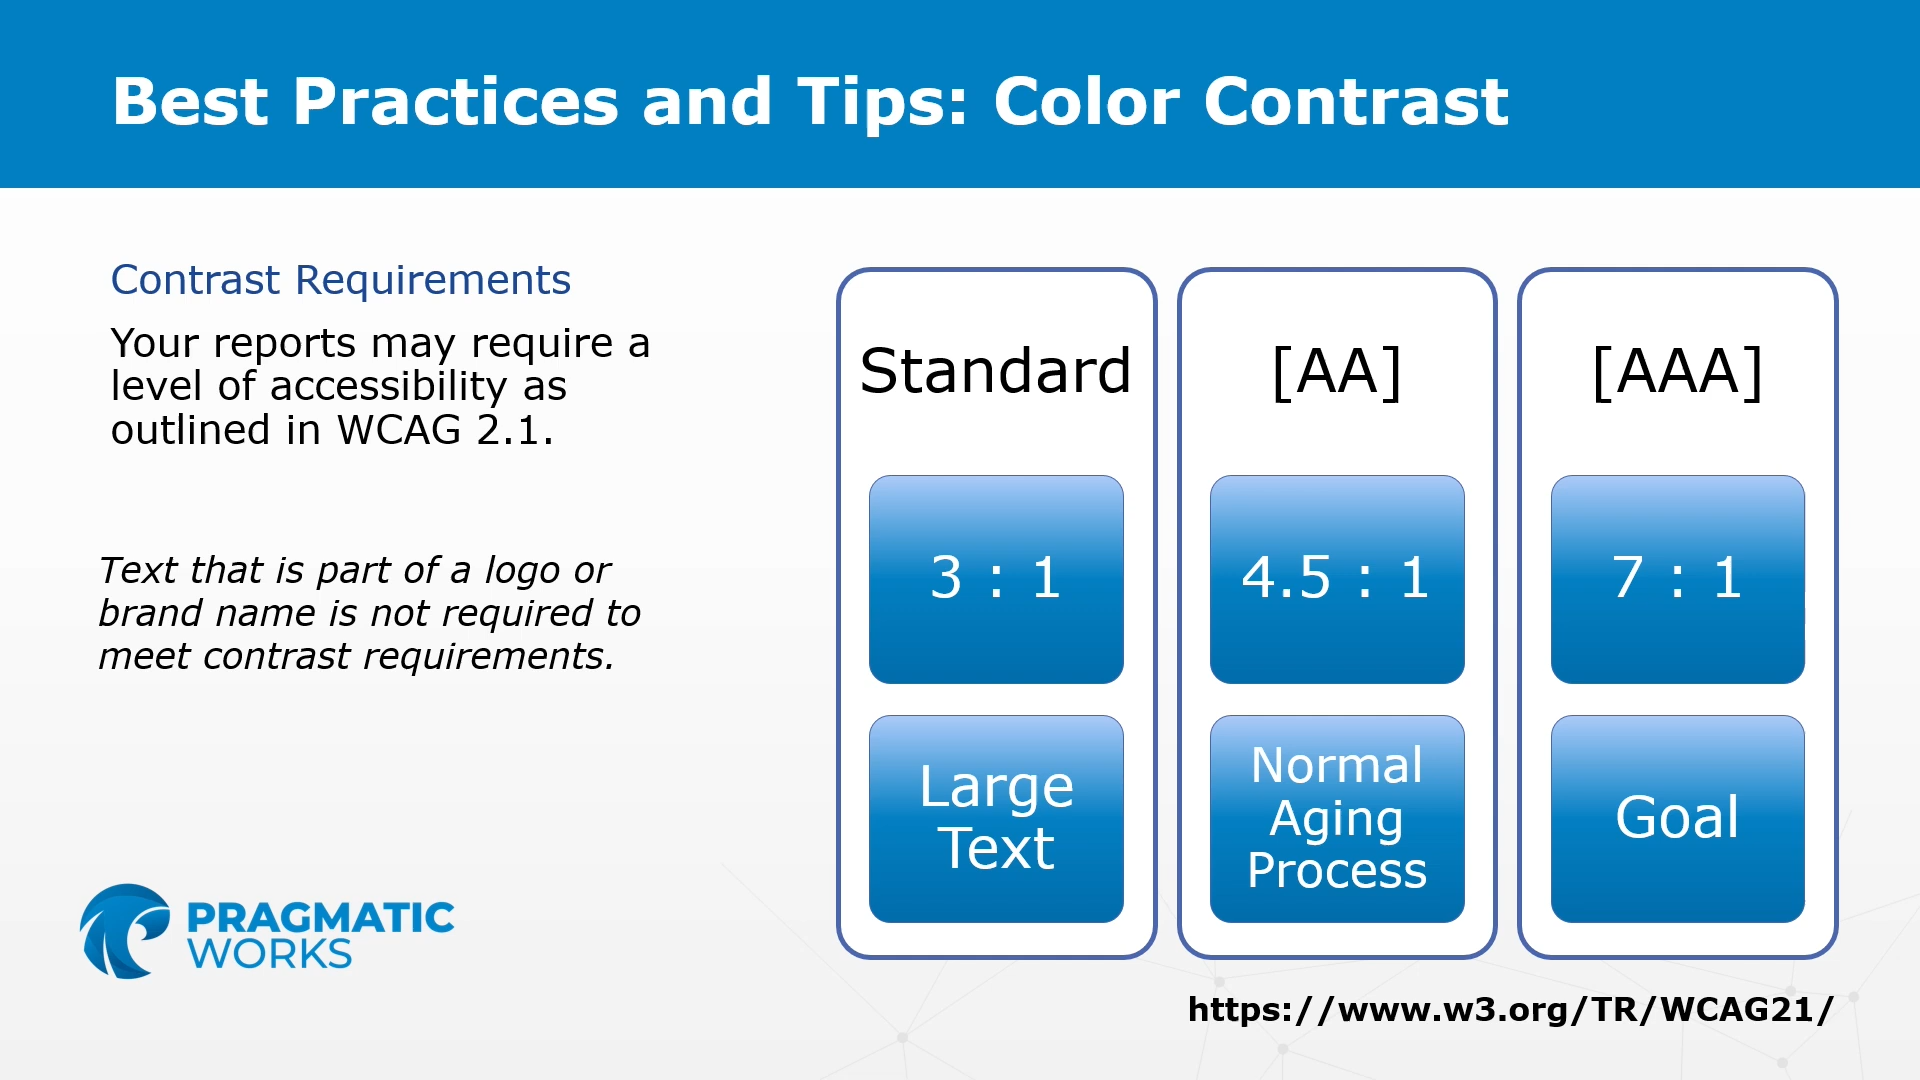 Best Practices and Tips: Color Contrast
Contrast Requirements
Your reports may require a
level of accessibility as
outlined in WCAG 2.1.
Text that is part of a logo or
brand name is not required to
meet contrast requirements.
Standard
3 : 1
Large
Text
[AA]
4.5 : 1
Normal
Aging
Process
[AAA]
7 : 1
Goal
PRAGMATIC
WORKS
https://www.w3.org/TR/WCAG21/